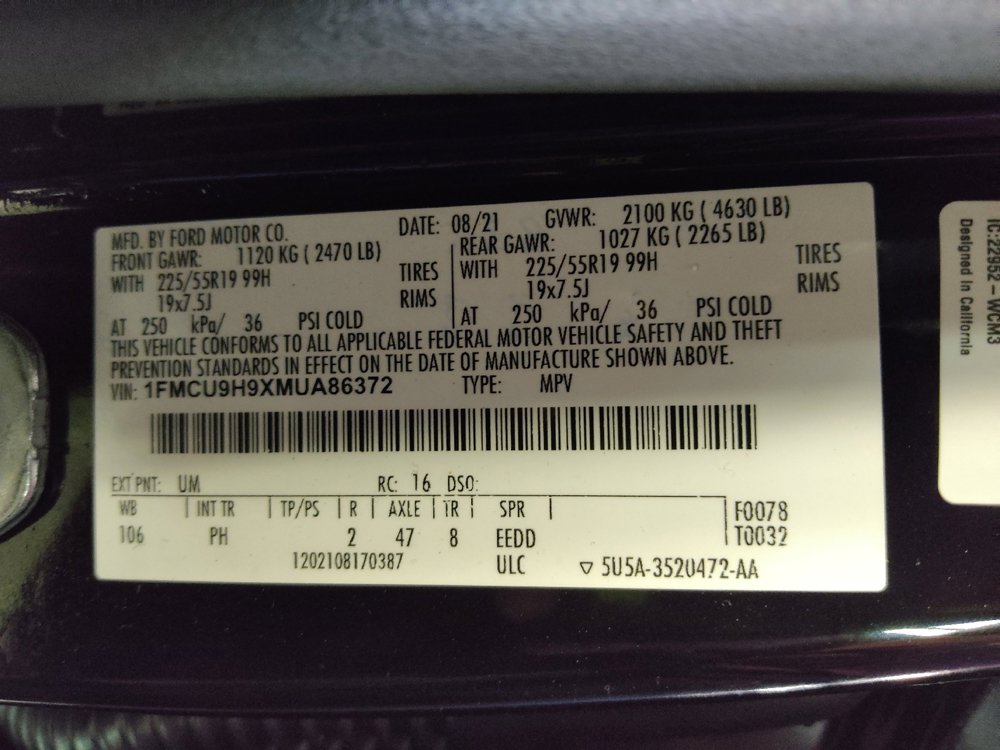 MFD. BY FORD MOTOR CO. DATE: 08/21 GVWR: 2100 KG ( 4630 LB)
FRONT GAWR: 1120 KG ( 2470 LB)
WITH 225/55R19 99H TIRES
19x7.5J RIMS
AT 250 kPa/ 36 PSI COLD
REAR GAWR: 1027 KG ( 2265 LB)
WITH 225/55R19 99H TIRES
19x7.5J RIMS
AT 250 kPa/ 36 PSI COLD
THIS VEHICLE CONFORMS TO ALL APPLICABLE FEDERAL MOTOR VEHICLE SAFETY AND THEFT
PREVENTION STANDARDS IN EFFECT ON THE DATE OF MANUFACTURE SHOWN ABOVE.
VIN: 1FMCU9H9XMUA86372 TYPE: MPV
EXT PNT: UM RC: 16 DSO:
WB INT TR TP/PS R AXLE TR SPR F0078
106 PH 2 47 8 EEDD T0032
1202108170387 ULC ▽ 5U5A-3520472-AA
IC:22952-WCM3
Designed In California